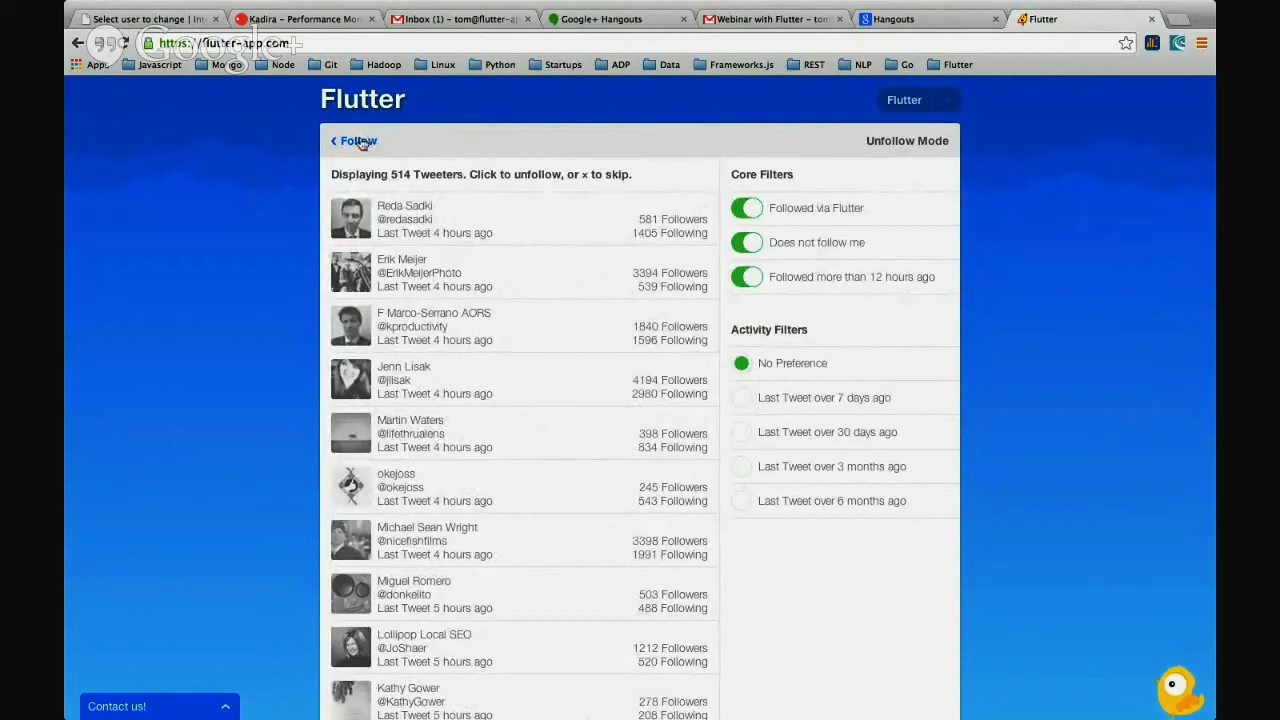 Select user to change | Int
Kadira - Performance Mon
Inbox (1) - tom@flutter-ap
Google+ Hangouts
Webinar with Flutter - tom
Hangouts
Flutter
https://flutter-app.com
Google+
Apps
Javascript
Mongo
Node
Git
Hadoop
Linux
Python
Startups
ADP
Data
Frameworks.js
REST
NLP
Go
Flutter
Flutter
Flutter
Follow
Unfollow Mode
Displaying 514 Tweeters. Click to unfollow, or × to skip.
Reda Sadki
@redasadki 581 Followers
Last Tweet 4 hours ago 1405 Following
Erik Meijer
@ErikMeijerPhoto 3394 Followers
Last Tweet 4 hours ago 539 Following
F Marco-Serrano AORS
@kproductivity 1840 Followers
Last Tweet 4 hours ago 1596 Following
Jenn Lisak
@jlisak 4194 Followers
Last Tweet 4 hours ago 2980 Following
Martin Waters
@lifethrualens 398 Followers
Last Tweet 4 hours ago 834 Following
okejoss
@okejoss 245 Followers
Last Tweet 4 hours ago 543 Following
Michael Sean Wright
@nicefishfilms 3398 Followers
Last Tweet 4 hours ago 1991 Following
Miguel Romero
@donkelito 503 Followers
Last Tweet 5 hours ago 488 Following
Lollipop Local SEO
@JoShaer 1212 Followers
Last Tweet 5 hours ago 520 Following
Kathy Gower
@KathyGower 278 Followers
Last Tweet 5 hours ago 208 Following
Core Filters
Followed via Flutter
Does not follow me
Followed more than 12 hours ago
Activity Filters
No Preference
Last Tweet over 7 days ago
Last Tweet over 30 days ago
Last Tweet over 3 months ago
Last Tweet over 6 months ago
Contact us!